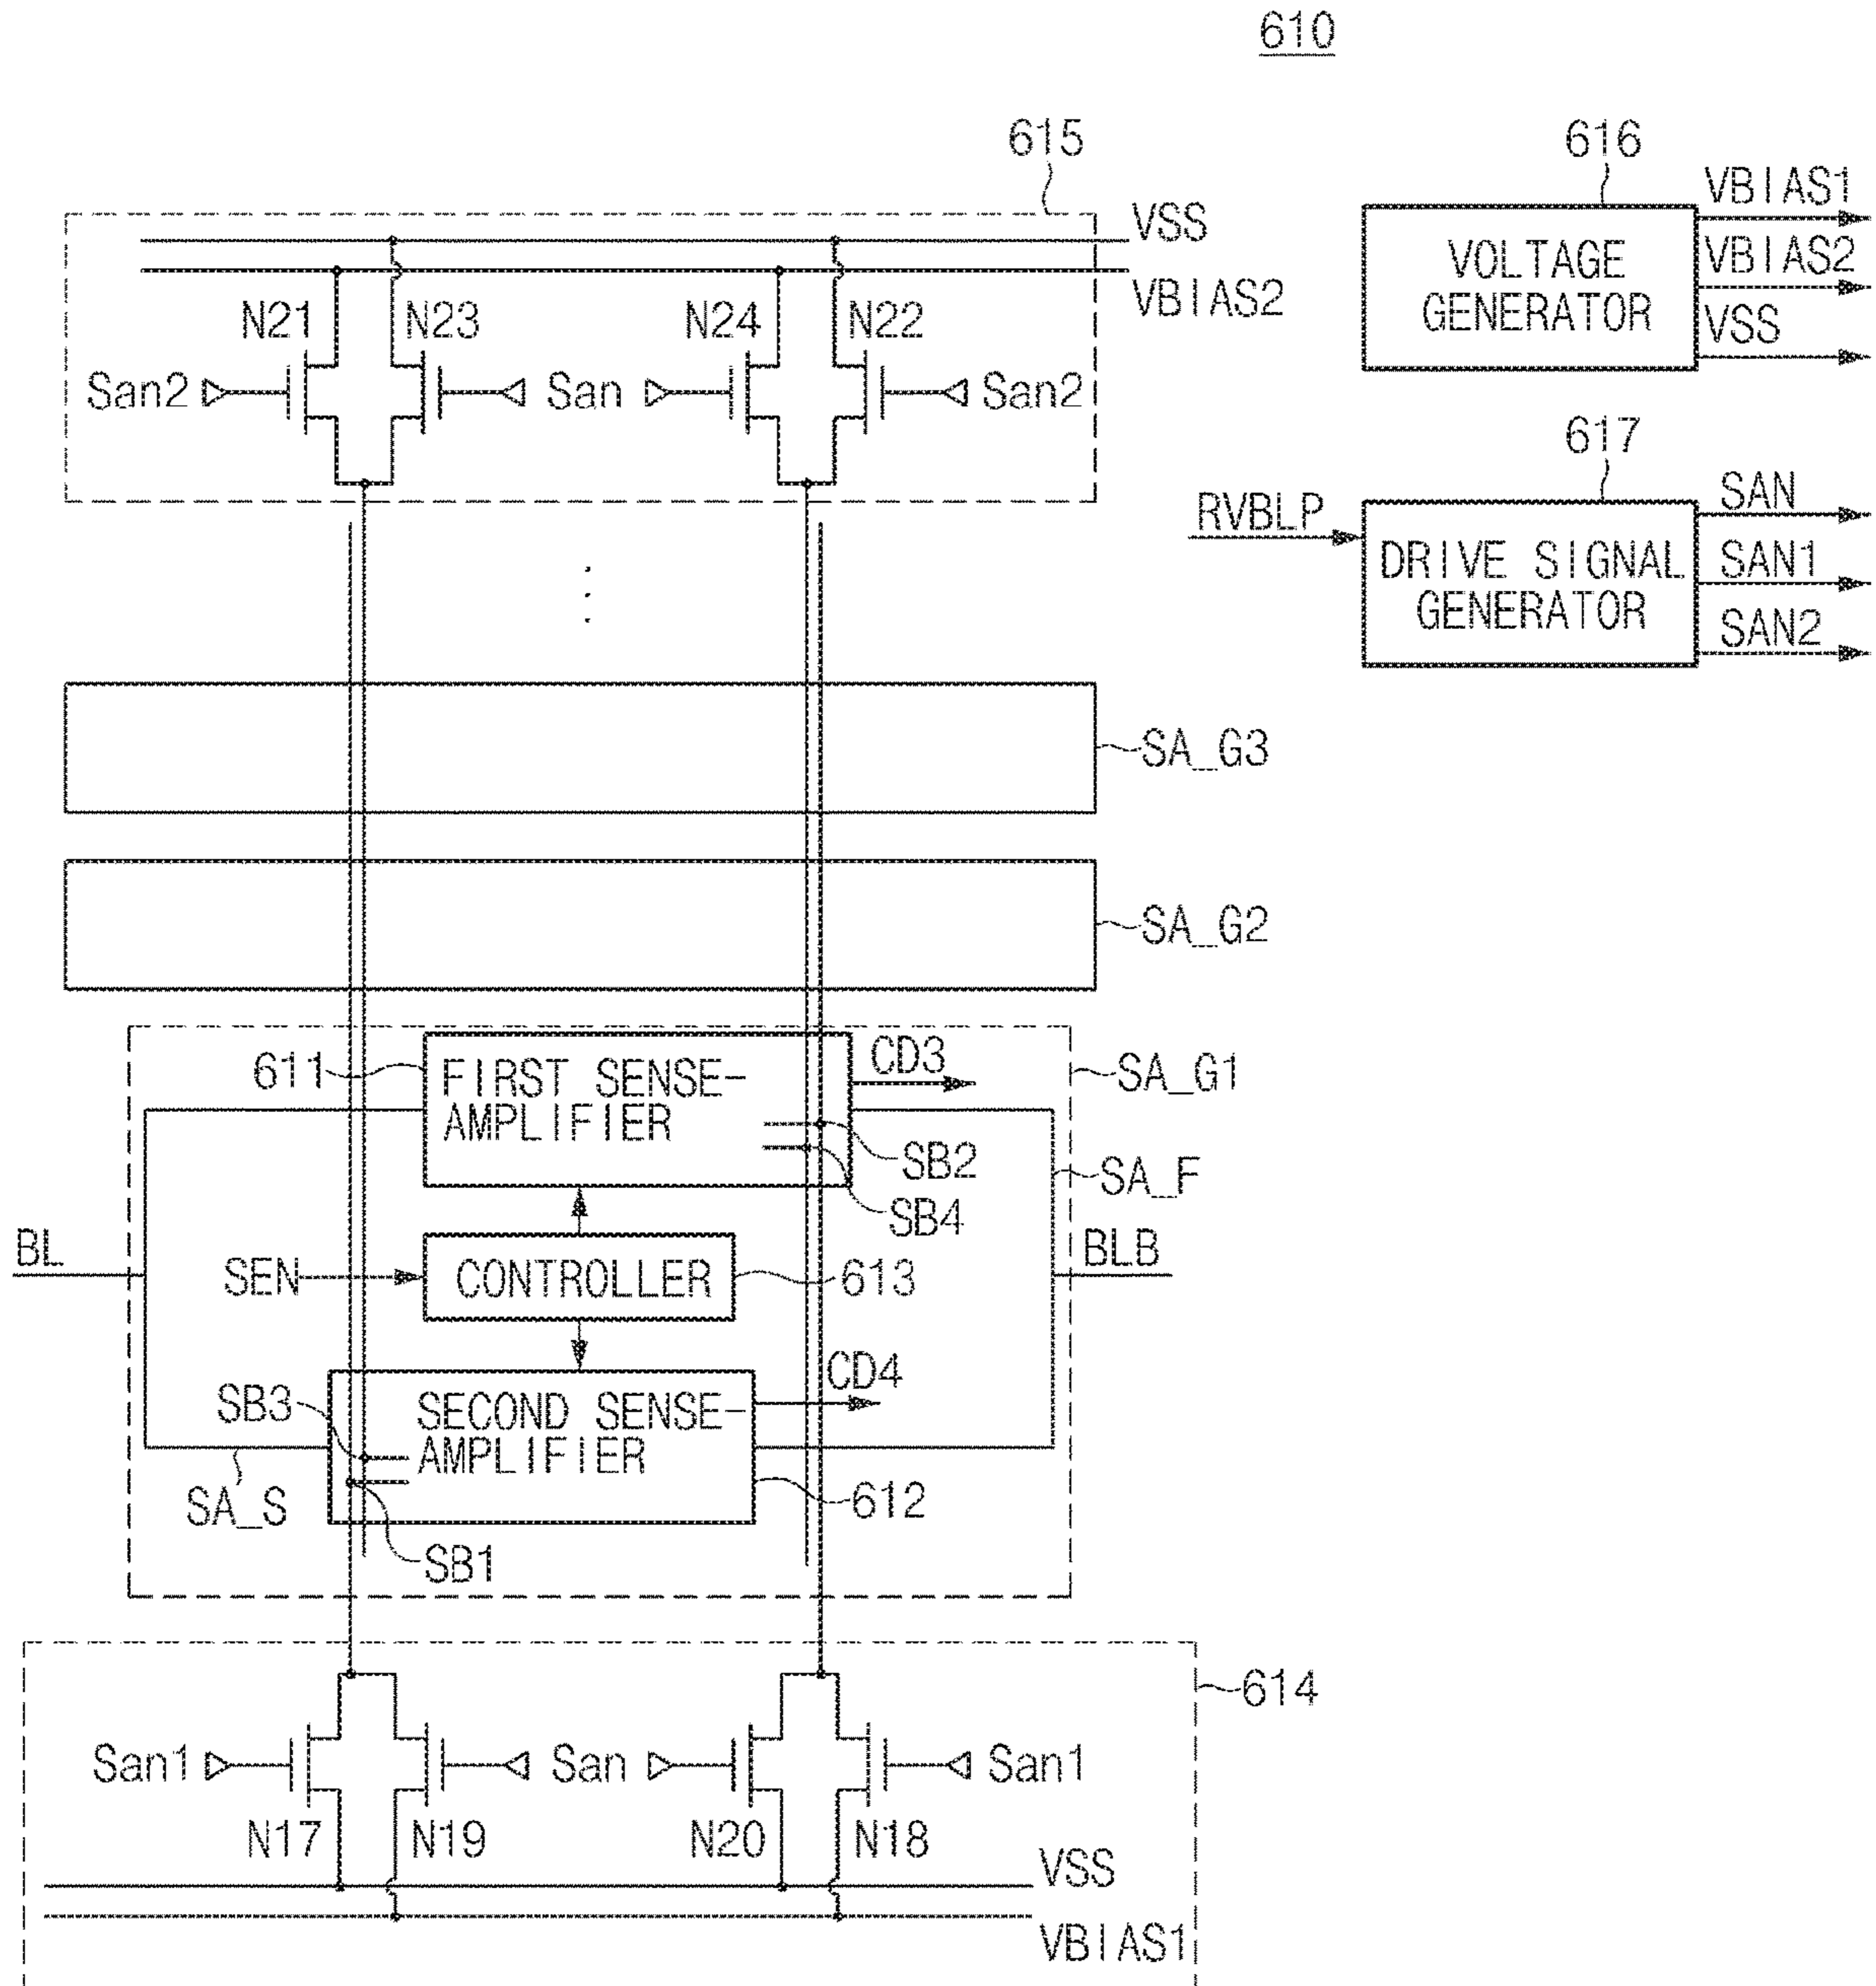 610
615
616
VSS
VBIAS2
N21
N23
N24
N22
San2
San
San2
VOLTAGE
GENERATOR
VBIAS1
VBIAS2
VSS
617
RVBLP
DRIVE SIGNAL
GENERATOR
SAN
SAN1
SAN2
SA_G3
SA_G2
611
FIRST SENSE-
AMPLIFIER
CD3
SA_G1
SB2
SB4
SA_F
BL
SEN
CONTROLLER
613
BLB
SB3
SECOND SENSE-
AMPLIFIER
CD4
SA_S
612
SB1
614
San1
San
San1
N17
N19
N20
N18
VSS
VBIAS1